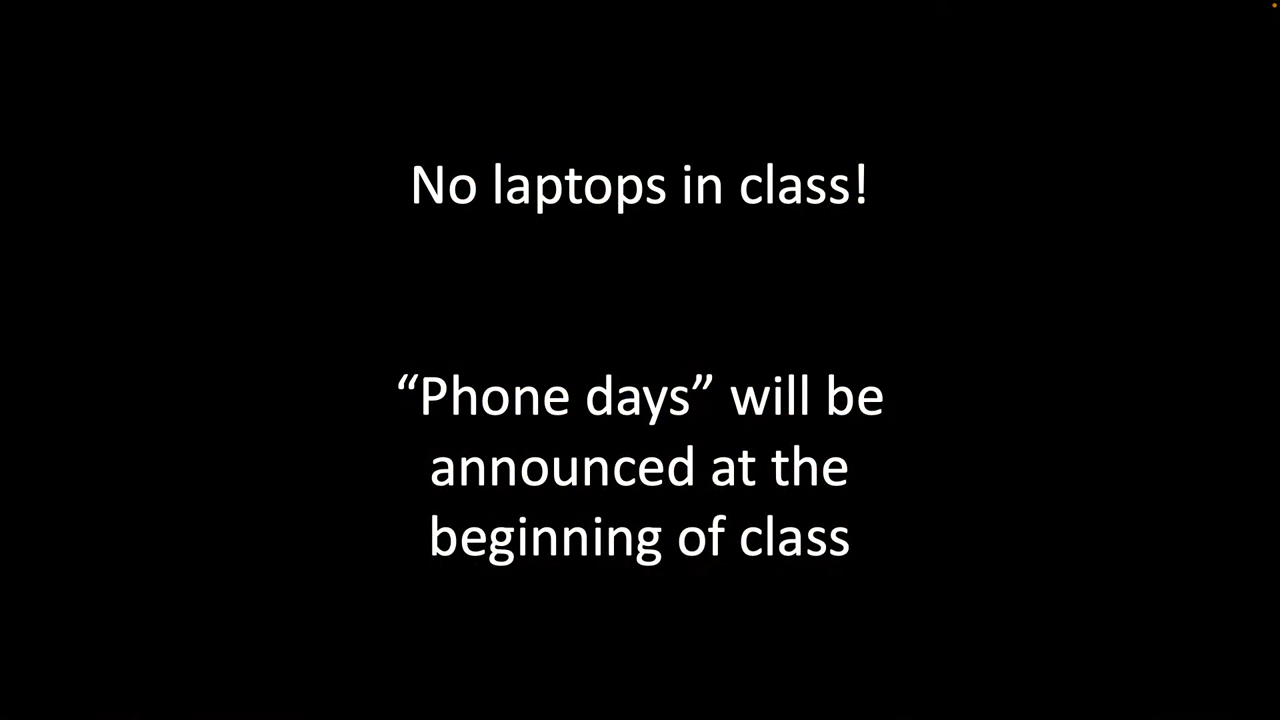 No laptops in class!
“Phone days” will be
announced at the
beginning of class